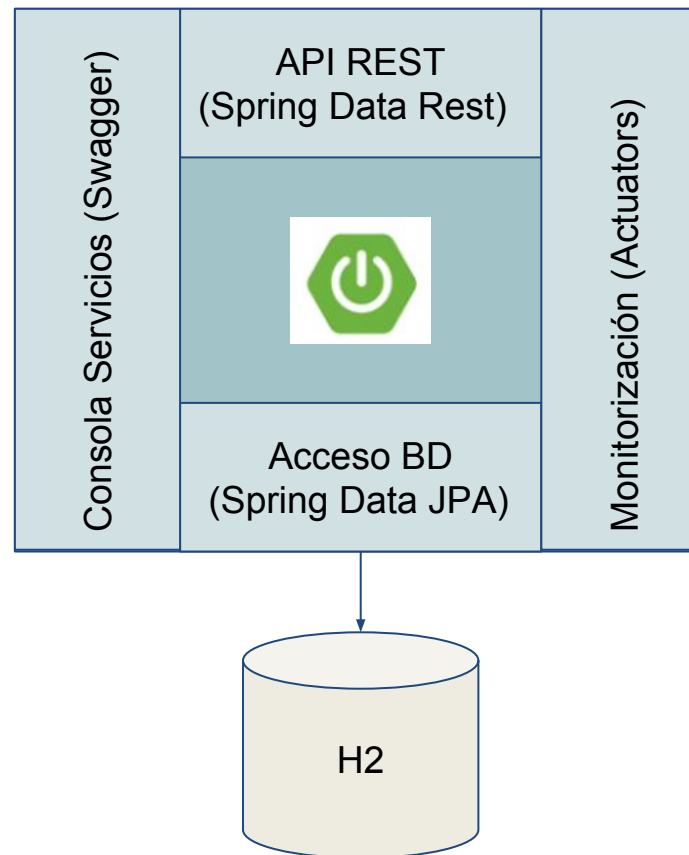 Consola Servicios (Swagger)
API REST
(Spring Data Rest)
Monitorización (Actuators)
Acceso BD
(Spring Data JPA)
H2